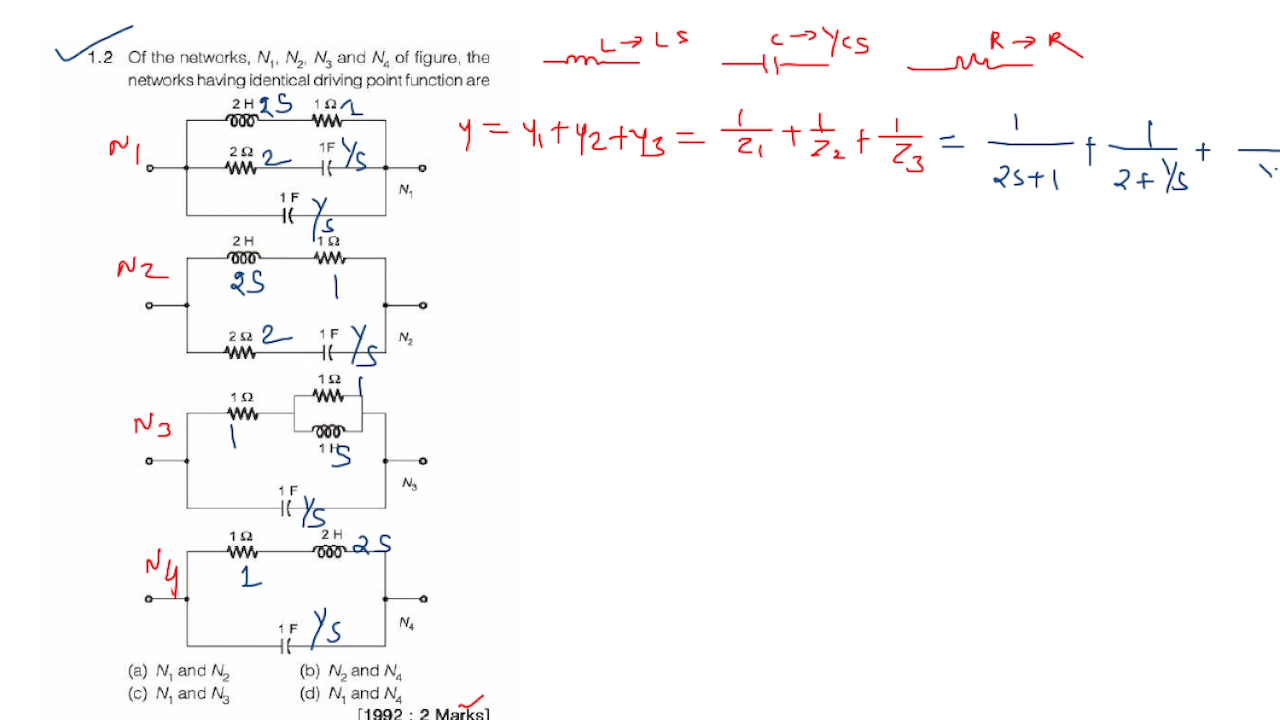 1.2 Of the networks, N₁, N₂, N₃ and N₄ of figure, the
networks having identical driving point function are
L → LS
C → 1/CS
R → R
N1
2 H 2S 1 Ω 1
2 Ω 2 1F 1/S
1 F 1/S
N₁
y = y₁+y₂+y₃ = 1/Z₁ + 1/Z₂ + 1/Z₃ = 1/(2S+1) + 1/(2+1/S) +
N2
2 H 1 Ω
2S 1
2 Ω 2 1 F 1/S
N₂
N3
1 Ω 1
1 Ω
1
1 H S
1 F 1/S
N₃
N4
1 Ω 2 H 2S
1
1 F 1/S
N₄
(a) N₁ and N₂ (b) N₂ and N₄
(c) N₁ and N₃ (d) N₁ and N₄
[1992 : 2 Marks]